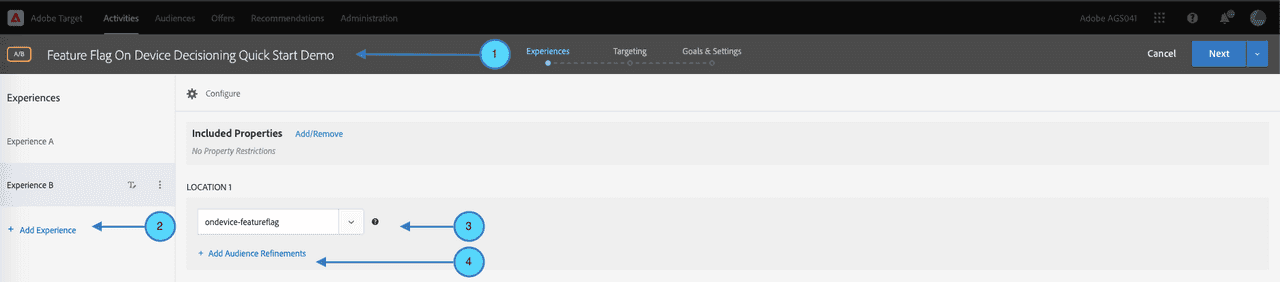 Adobe Target Activities Audiences Offers Recommendations Administration Adobe AGS041
A/B Feature Flag On Device Decisioning Quick Start Demo 1 Experiences Targeting Goals & Settings Cancel Next
Experiences
Configure
Included Properties Add/Remove
Experience A
No Property Restrictions
Experience B
LOCATION 1
+ Add Experience 2
ondevice-featureflag 3
+ Add Audience Refinements 4